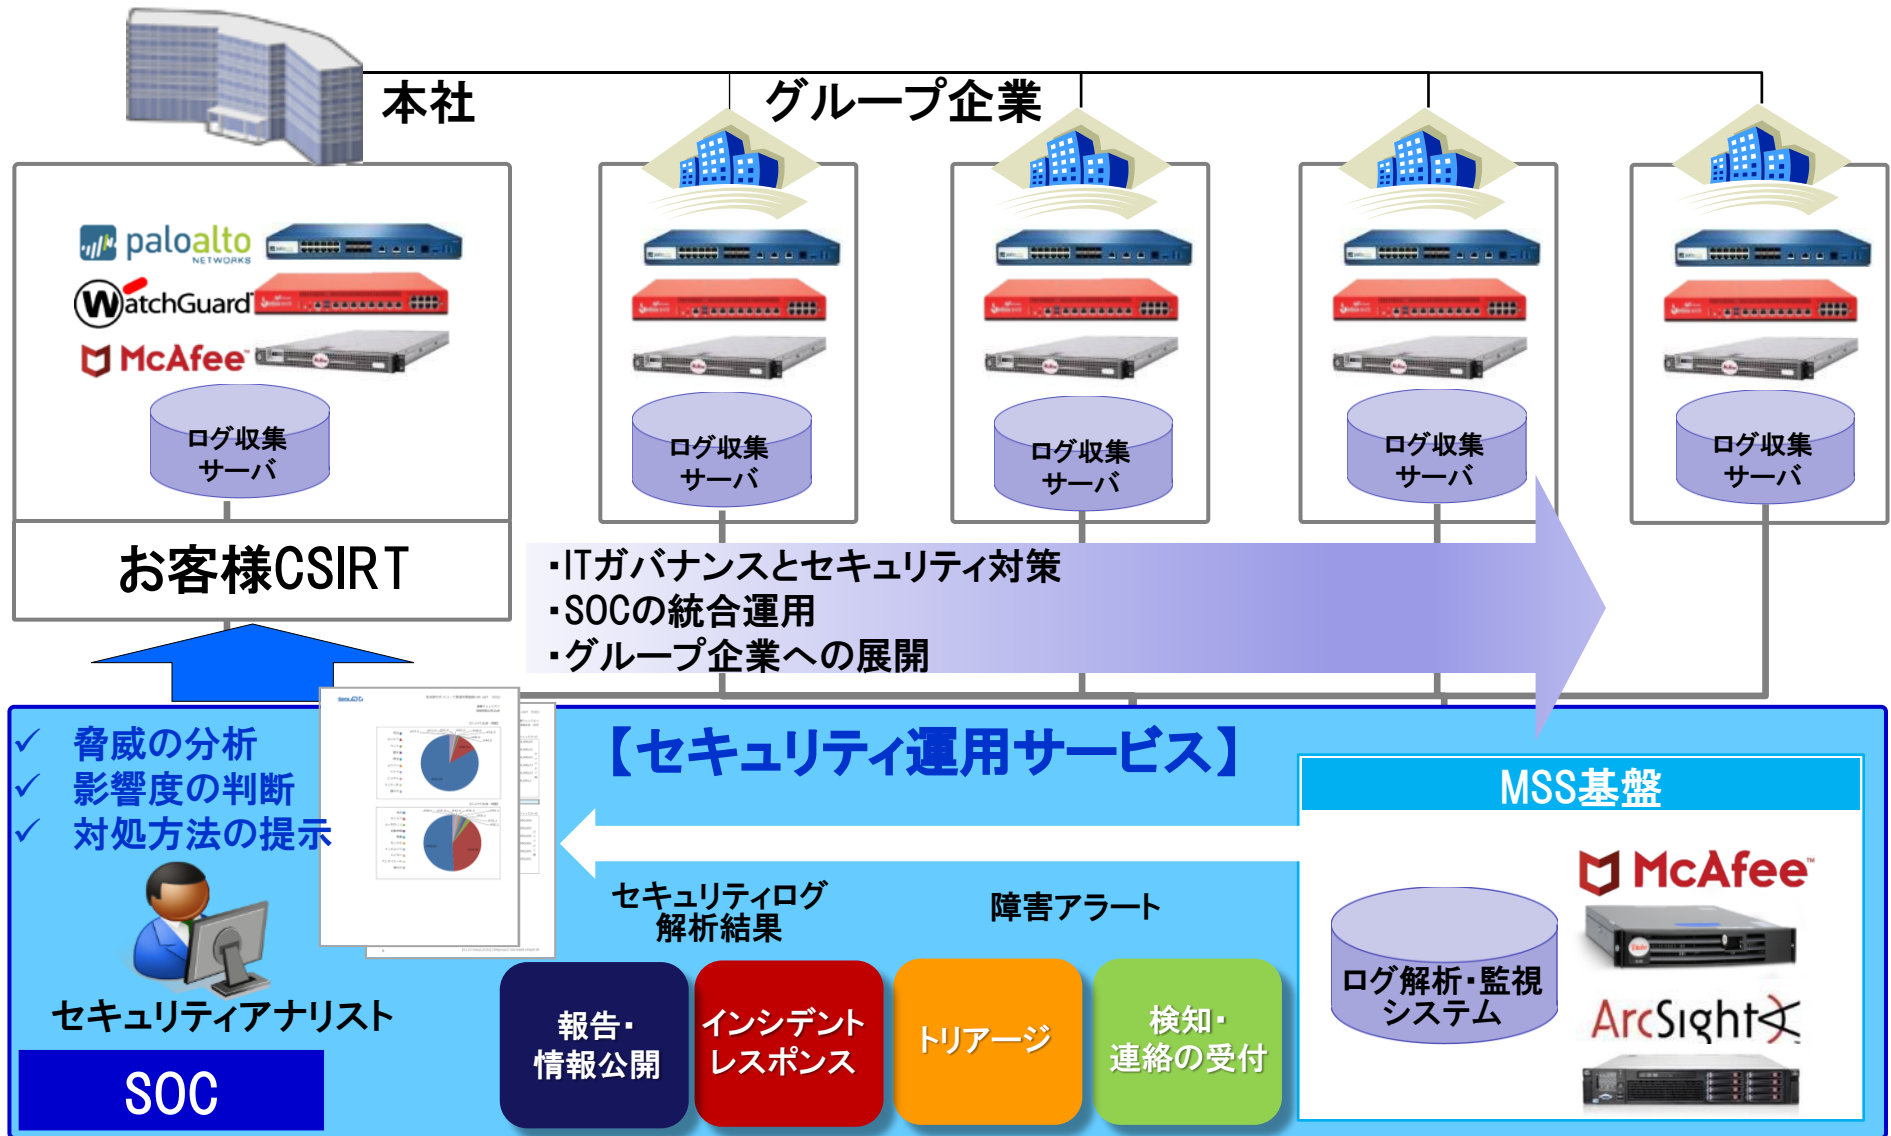 本社
グループ企業
paloalto
NETWORKS
WatchGuard
McAfee
ログ収集
サーバ
ログ収集
サーバ
ログ収集
サーバ
ログ収集
サーバ
ログ収集
サーバ
お客様CSIRT
・ITガバナンスとセキュリティ対策
・SOCの統合運用
・グループ企業への展開
✓ 脅威の分析
✓ 影響度の判断
✓ 対処方法の提示
【セキュリティ運用サービス】
MSS基盤
セキュリティログ
解析結果
障害アラート
McAfee™
ログ解析・監視
システム
ArcSight
セキュリティアナリスト
SOC
報告・
情報公開
インシデント
レスポンス
トリアージ
検知・
連絡の受付